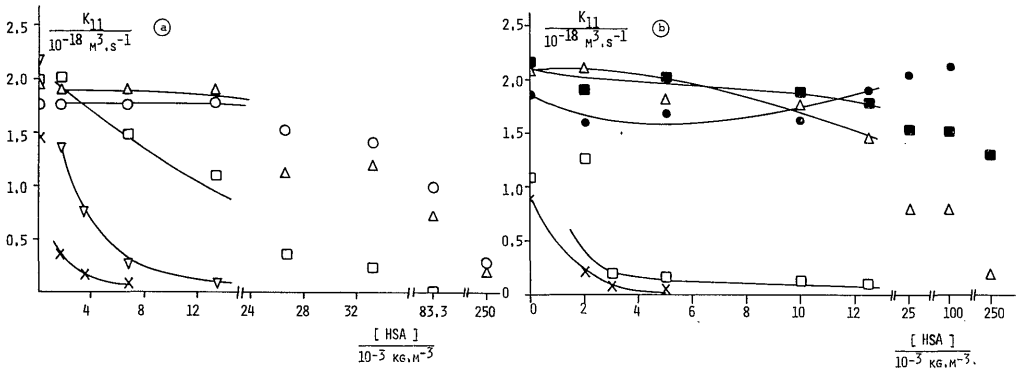 K11 / 10-18 M3.S-1 ⓐ
2.5
2.0
1.5
1.0
0.5
4 8 12 24 28 32 83.3 250
[ HSA ] / 10-3 KG.M-3
K11 / 10-18 M3.S-1 ⓑ
2.5
2.0
1.5
1.0
0.5
0
0 2 4 6 8 10 12 25 100 250
[ HSA ] / 10-3 KG.M-3.